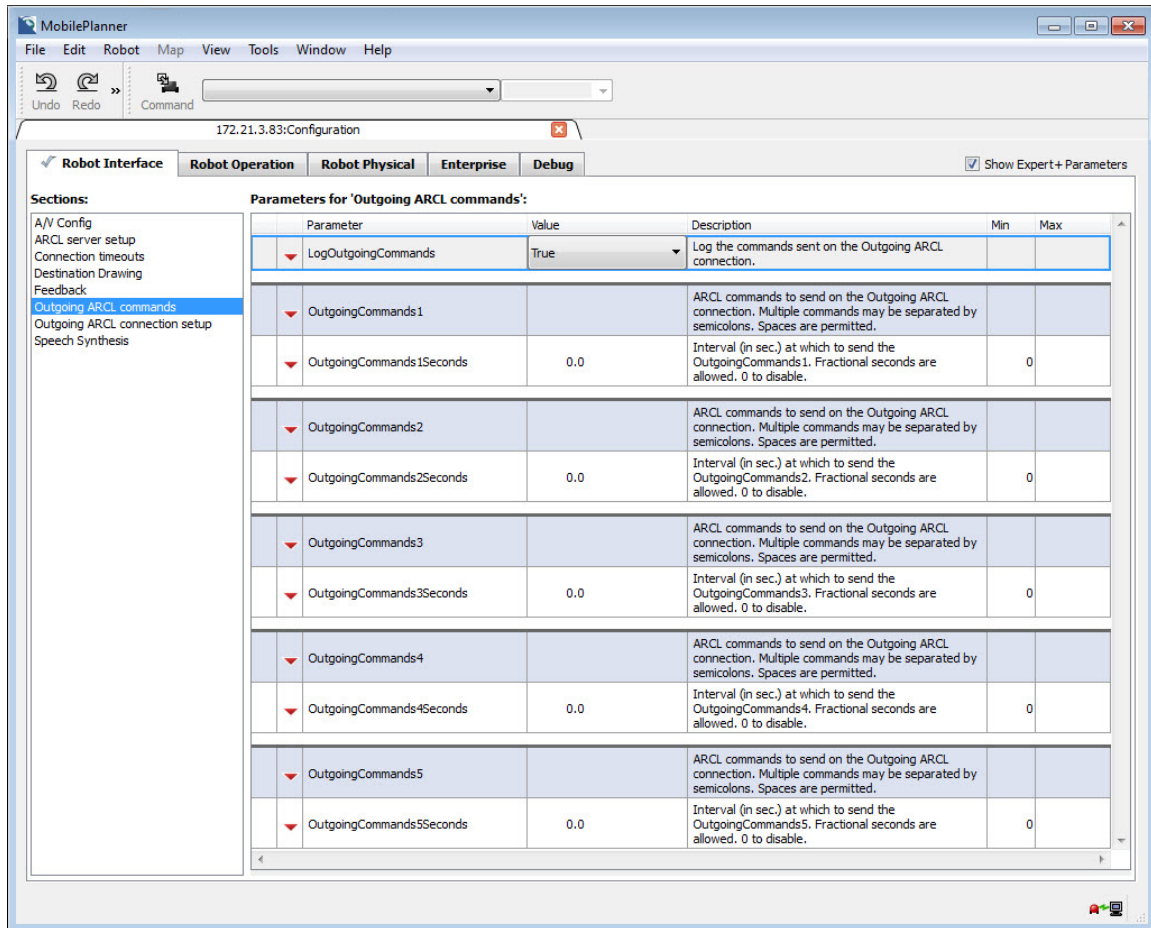 MobilePlanner
File Edit Robot Map View Tools Window Help
Undo Redo » Command
172.21.3.83:Configuration
Robot Interface Robot Operation Robot Physical Enterprise Debug Show Expert+ Parameters
Sections:
A/V Config
ARCL server setup
Connection timeouts
Destination Drawing
Feedback
Outgoing ARCL commands
Outgoing ARCL connection setup
Speech Synthesis
Parameters for 'Outgoing ARCL commands':
Parameter Value Description Min Max
LogOutgoingCommands True Log the commands sent on the Outgoing ARCL
connection.
ARCL commands to send on the Outgoing ARCL
OutgoingCommands1 connection. Multiple commands may be separated by
semicolons. Spaces are permitted.
Interval (in sec.) at which to send the
OutgoingCommands1Seconds 0.0 OutgoingCommands1. Fractional seconds are 0
allowed. 0 to disable.
ARCL commands to send on the Outgoing ARCL
OutgoingCommands2 connection. Multiple commands may be separated by
semicolons. Spaces are permitted.
Interval (in sec.) at which to send the
OutgoingCommands2Seconds 0.0 OutgoingCommands2. Fractional seconds are 0
allowed. 0 to disable.
ARCL commands to send on the Outgoing ARCL
OutgoingCommands3 connection. Multiple commands may be separated by
semicolons. Spaces are permitted.
Interval (in sec.) at which to send the
OutgoingCommands3Seconds 0.0 OutgoingCommands3. Fractional seconds are 0
allowed. 0 to disable.
ARCL commands to send on the Outgoing ARCL
OutgoingCommands4 connection. Multiple commands may be separated by
semicolons. Spaces are permitted.
Interval (in sec.) at which to send the
OutgoingCommands4Seconds 0.0 OutgoingCommands4. Fractional seconds are 0
allowed. 0 to disable.
ARCL commands to send on the Outgoing ARCL
OutgoingCommands5 connection. Multiple commands may be separated by
semicolons. Spaces are permitted.
Interval (in sec.) at which to send the
OutgoingCommands5Seconds 0.0 OutgoingCommands5. Fractional seconds are 0
allowed. 0 to disable.